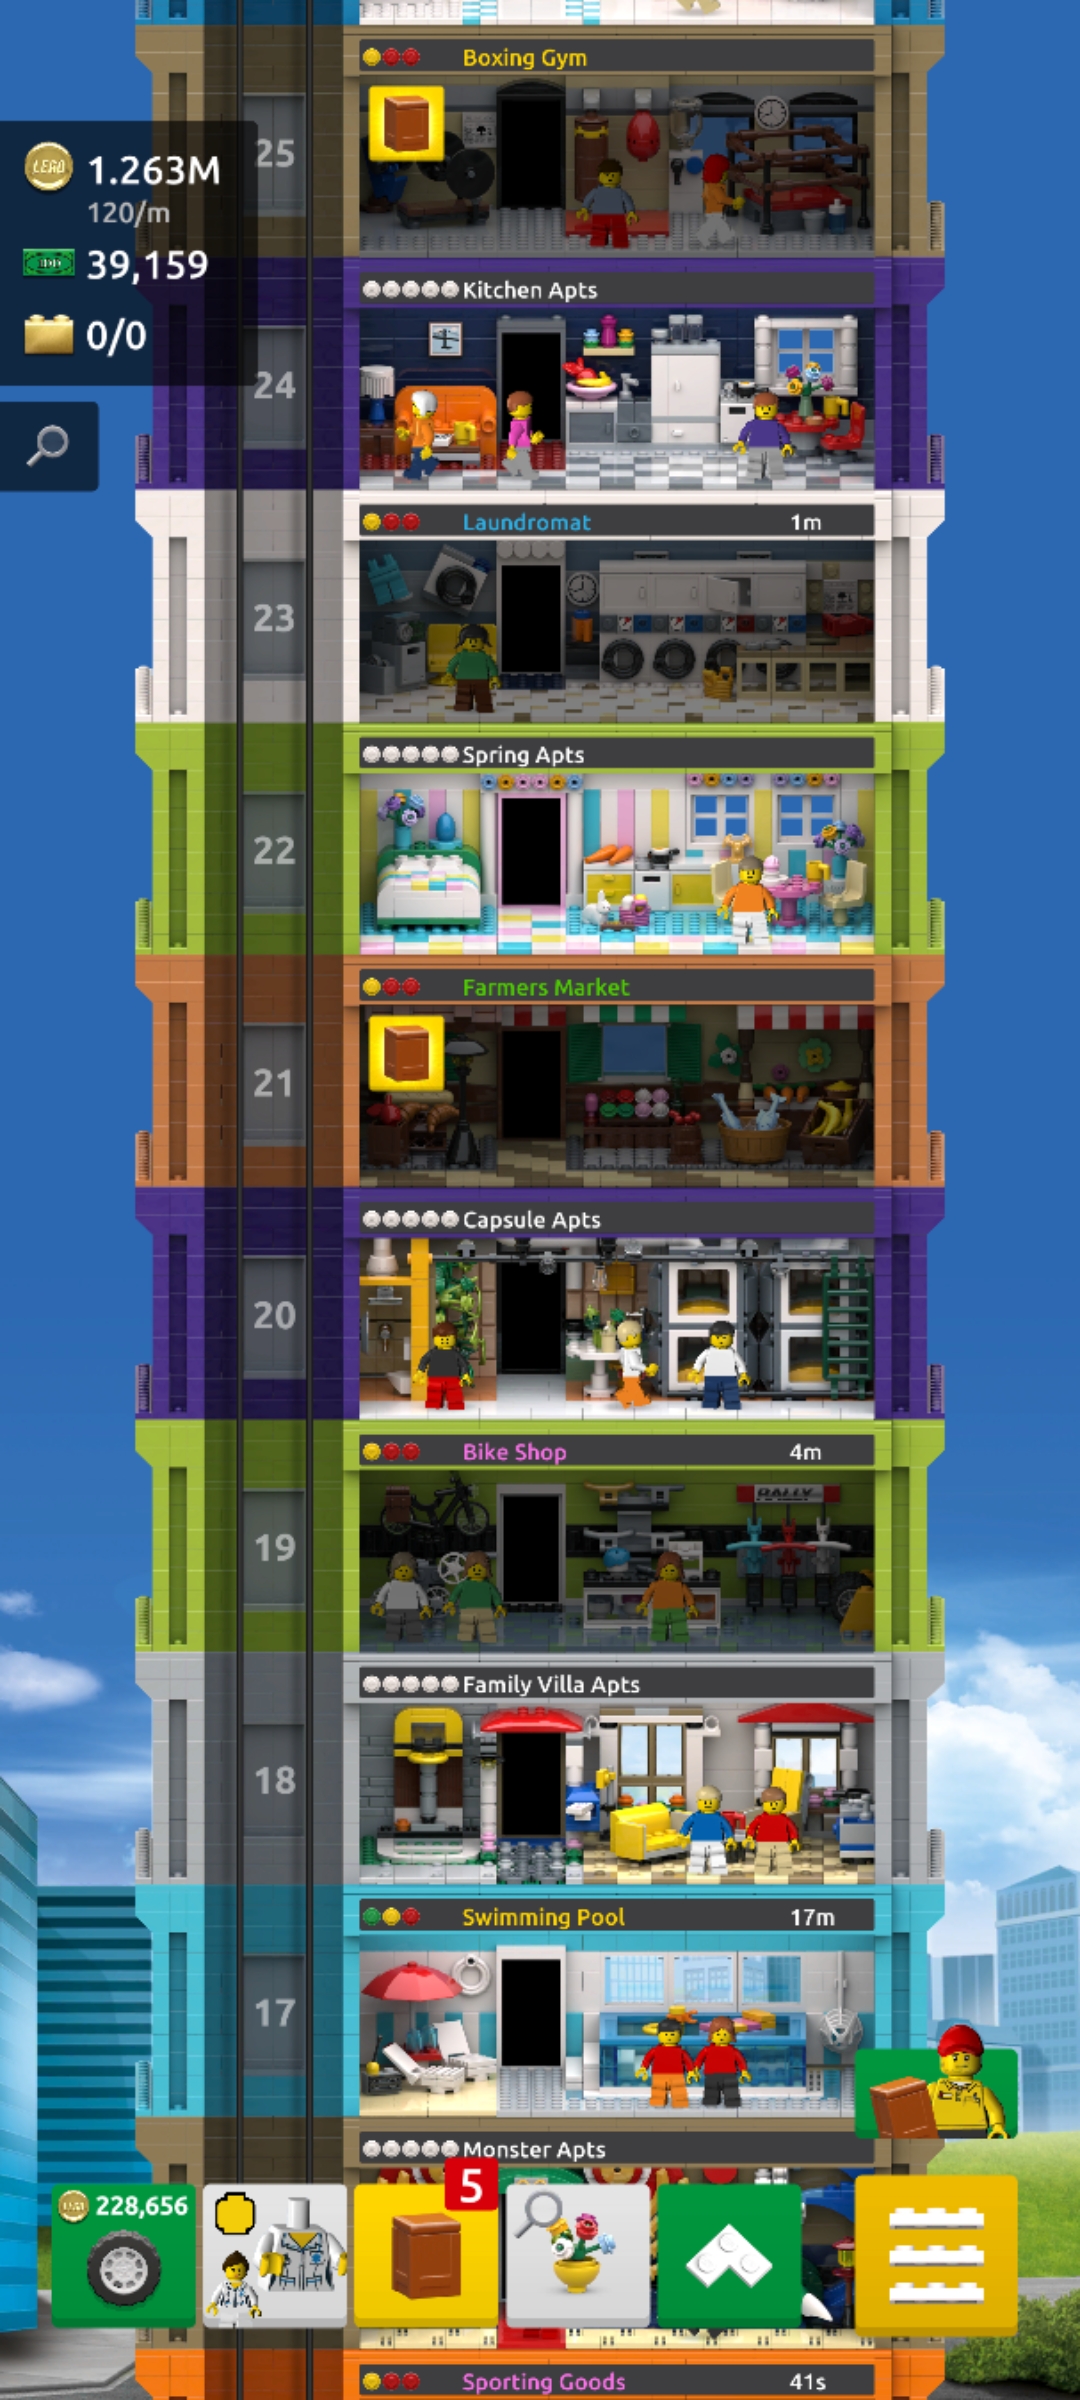 Boxing Gym
25
LEGO
1.263M
120/m
39,159
0/0
Kitchen Apts
24
Laundromat 1m
23
Spring Apts
22
Farmers Market
21
Capsule Apts
20
Bike Shop 4m
RALLY
19
Family Villa Apts
18
Swimming Pool 17m
17
Monster Apts
5
228,656
Sporting Goods 41s